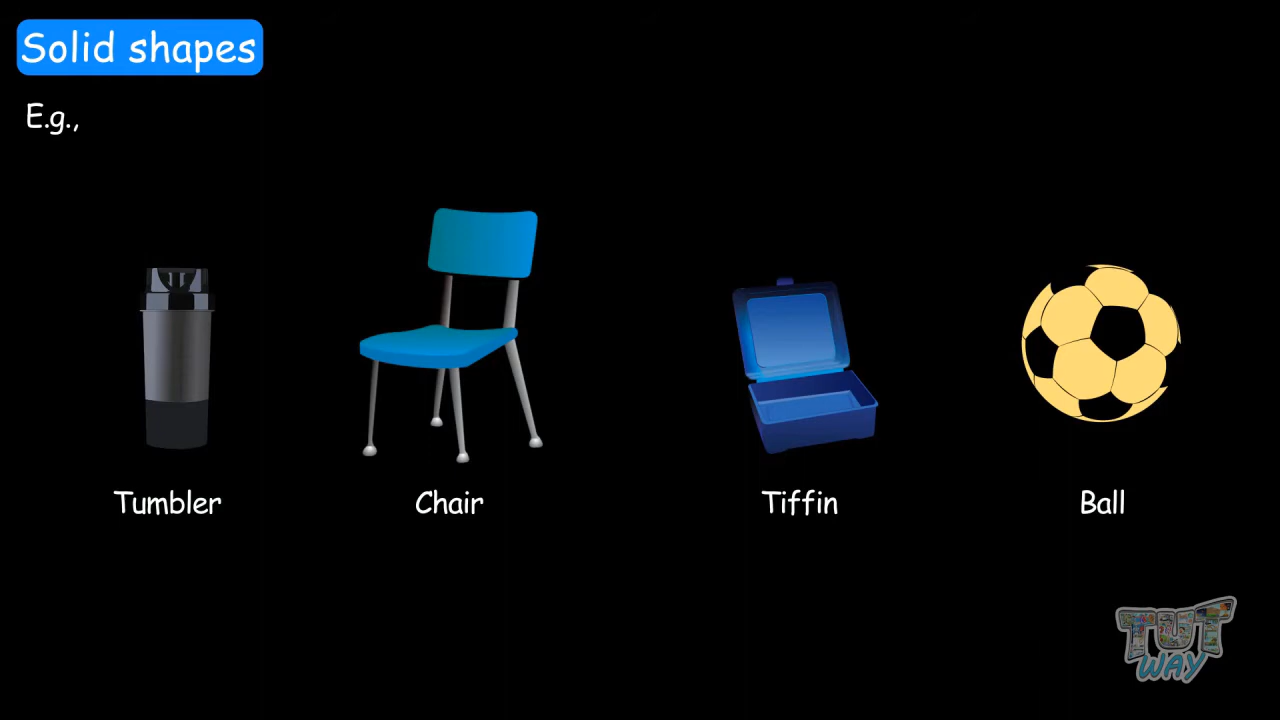 Solid shapes
E.g.,
Tumbler
Chair
Tiffin
Ball
TUT
WAY